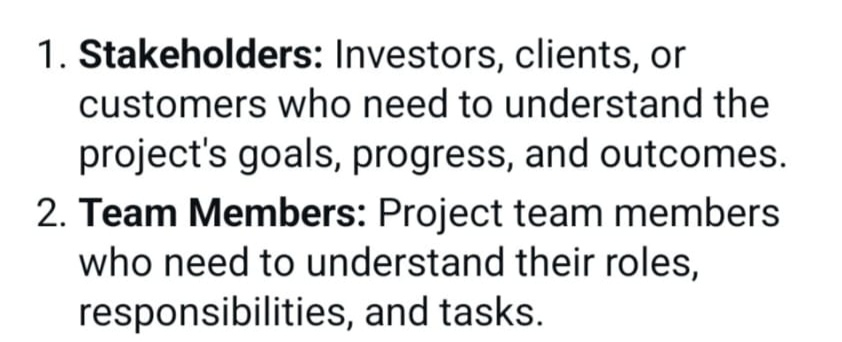 1. Stakeholders: Investors, clients, or
customers who need to understand the
project's goals, progress, and outcomes.
2. Team Members: Project team members
who need to understand their roles,
responsibilities, and tasks.